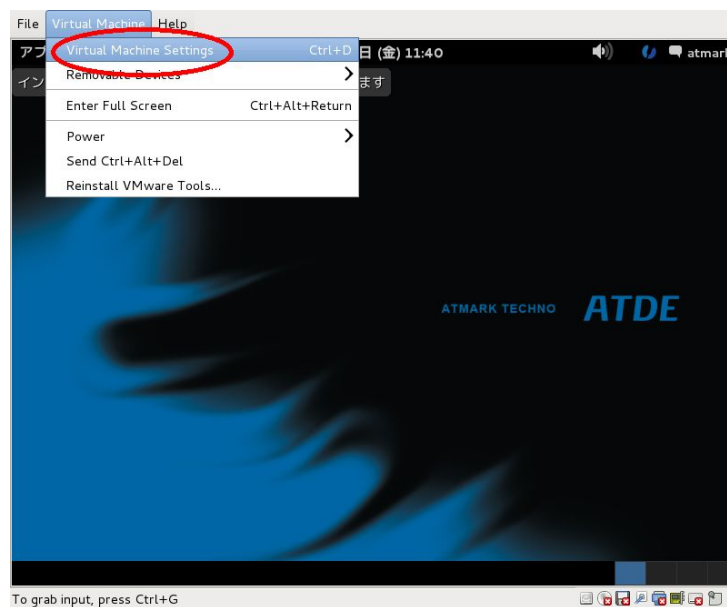 File Virtual Machine Help
アプ 日 (金) 11:40 atmark
Virtual Machine Settings Ctrl+D
イン ます
Removable Devices
Enter Full Screen Ctrl+Alt+Return
Power
Send Ctrl+Alt+Del
Reinstall VMware Tools...
ATMARK TECHNO ATDE
To grab input, press Ctrl+G